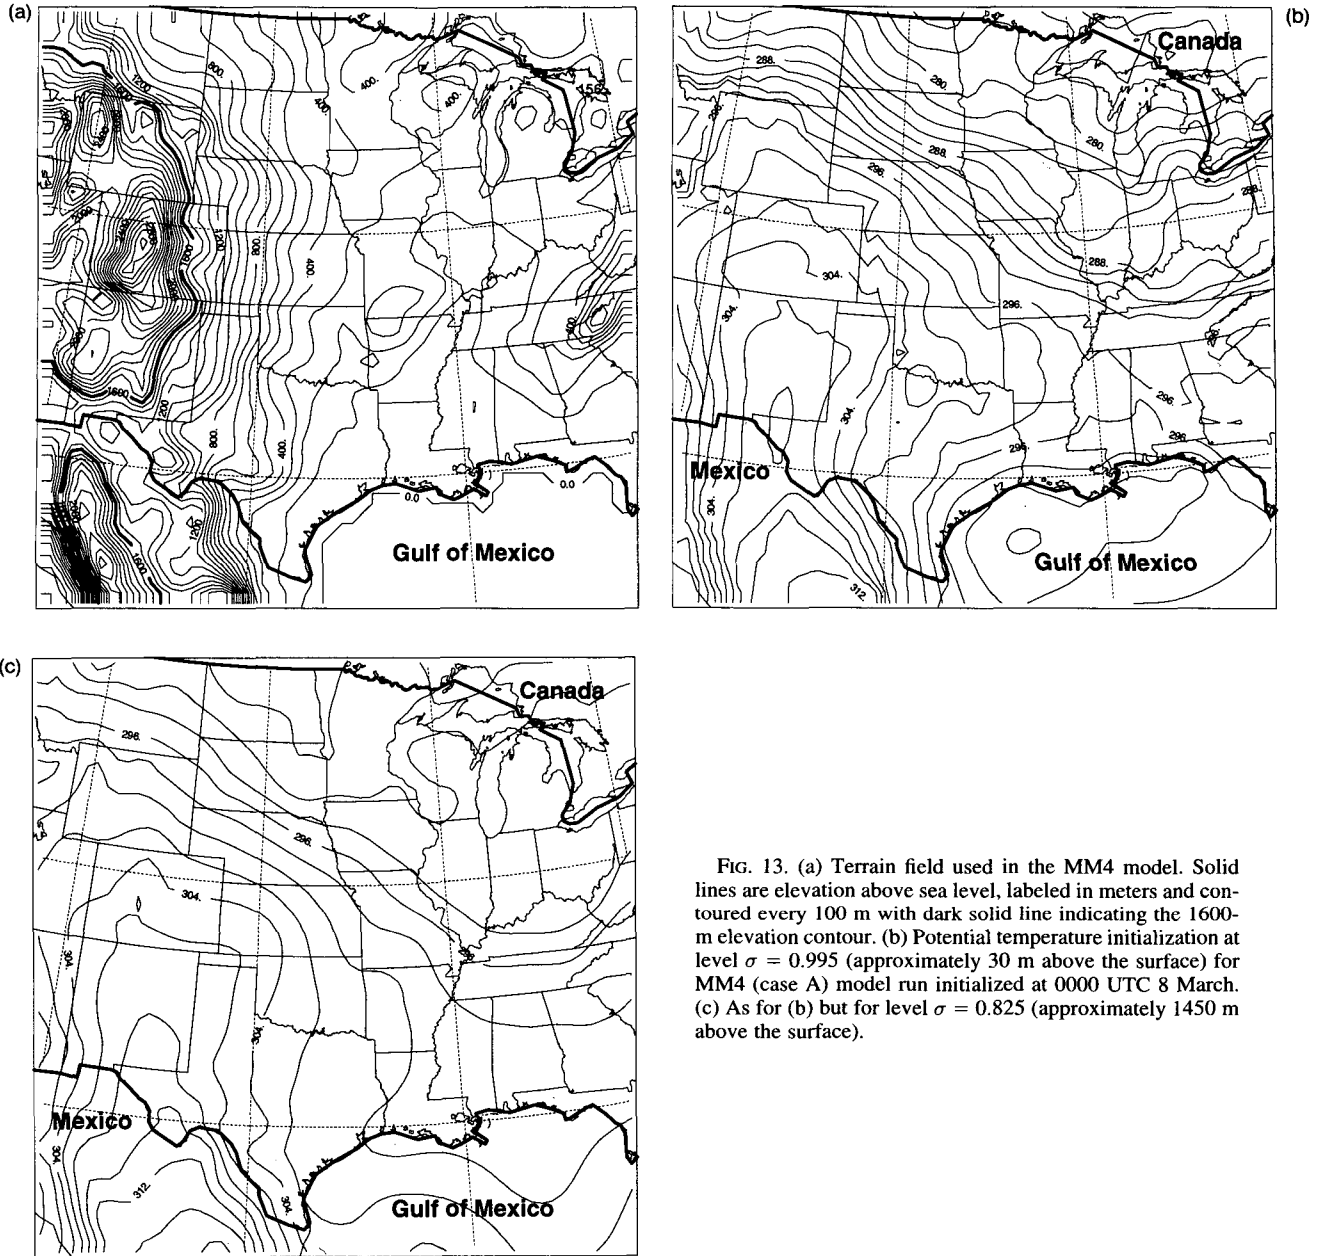 (a)
800.
400.
400.
400.
1200.
1200
800.
400.
400.
1600.
1200
800.
400.
0.0
0.0
1200
1600.
Gulf of Mexico
(b)
Canada
288.
280.
296.
288.
280.
296.
288.
288.
304.
296.
304.
296.
304.
296.
296.
Mexico
304.
Gulf of Mexico
312.
(c)
Canada
296.
296.
304.
304.
304.
Mexico
304.
312.
304.
Gulf of Mexico
FIG. 13. (a) Terrain field used in the MM4 model. Solid
lines are elevation above sea level, labeled in meters and con-
toured every 100 m with dark solid line indicating the 1600-
m elevation contour. (b) Potential temperature initialization at
level σ = 0.995 (approximately 30 m above the surface) for
MM4 (case A) model run initialized at 0000 UTC 8 March.
(c) As for (b) but for level σ = 0.825 (approximately 1450 m
above the surface).